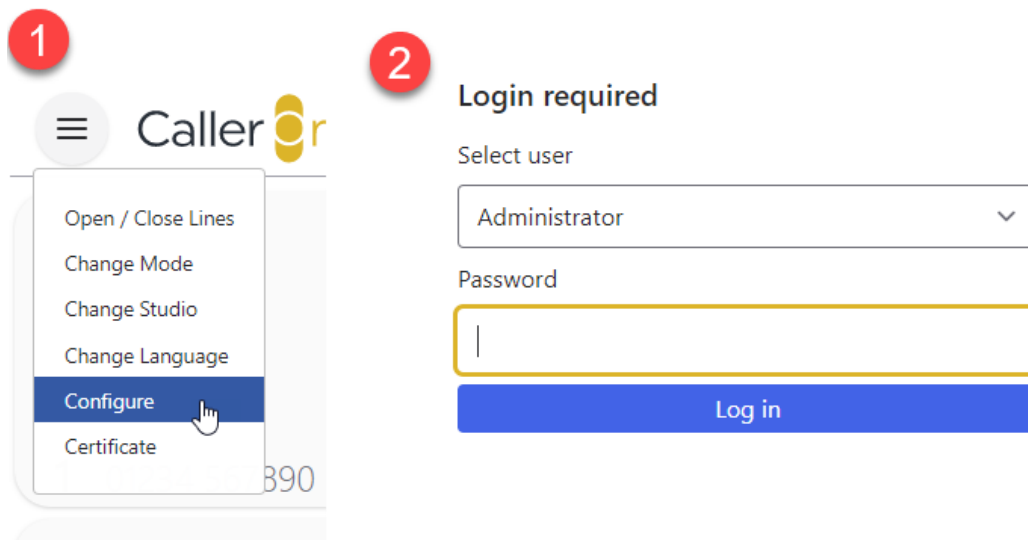 1
Caller
Open / Close Lines
Change Mode
Change Studio
Change Language
Configure
Certificate
890
2
Login required
Select user
Administrator
Password
Log in